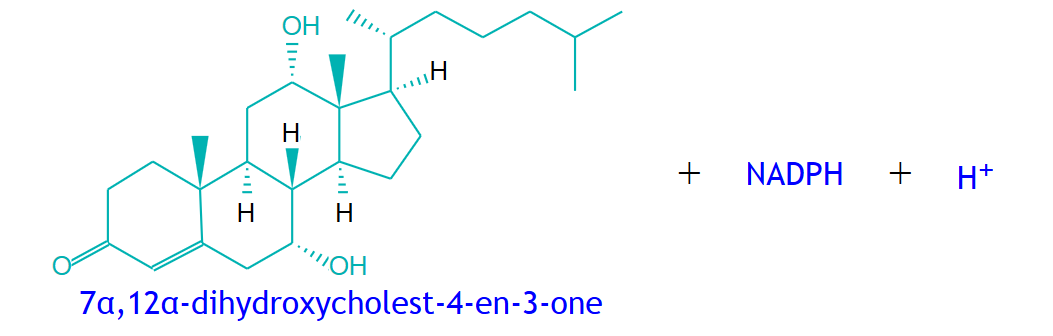 OH
H
H
+ NADPH + H⁺
H H
O
OH
7α,12α-dihydroxycholest-4-en-3-one